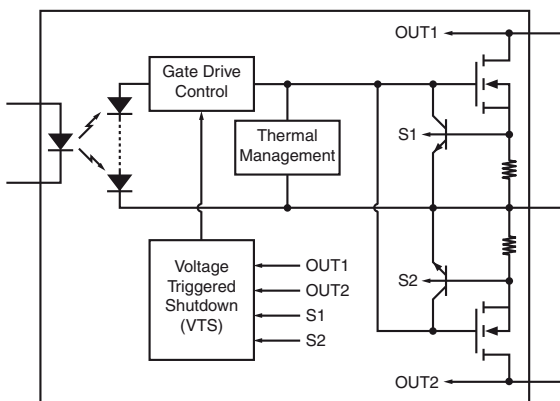 OUT1
Gate Drive
Control
Thermal
Management
S1
Voltage
Triggered
Shutdown
(VTS)
OUT1
OUT2
S1
S2
S2
OUT2